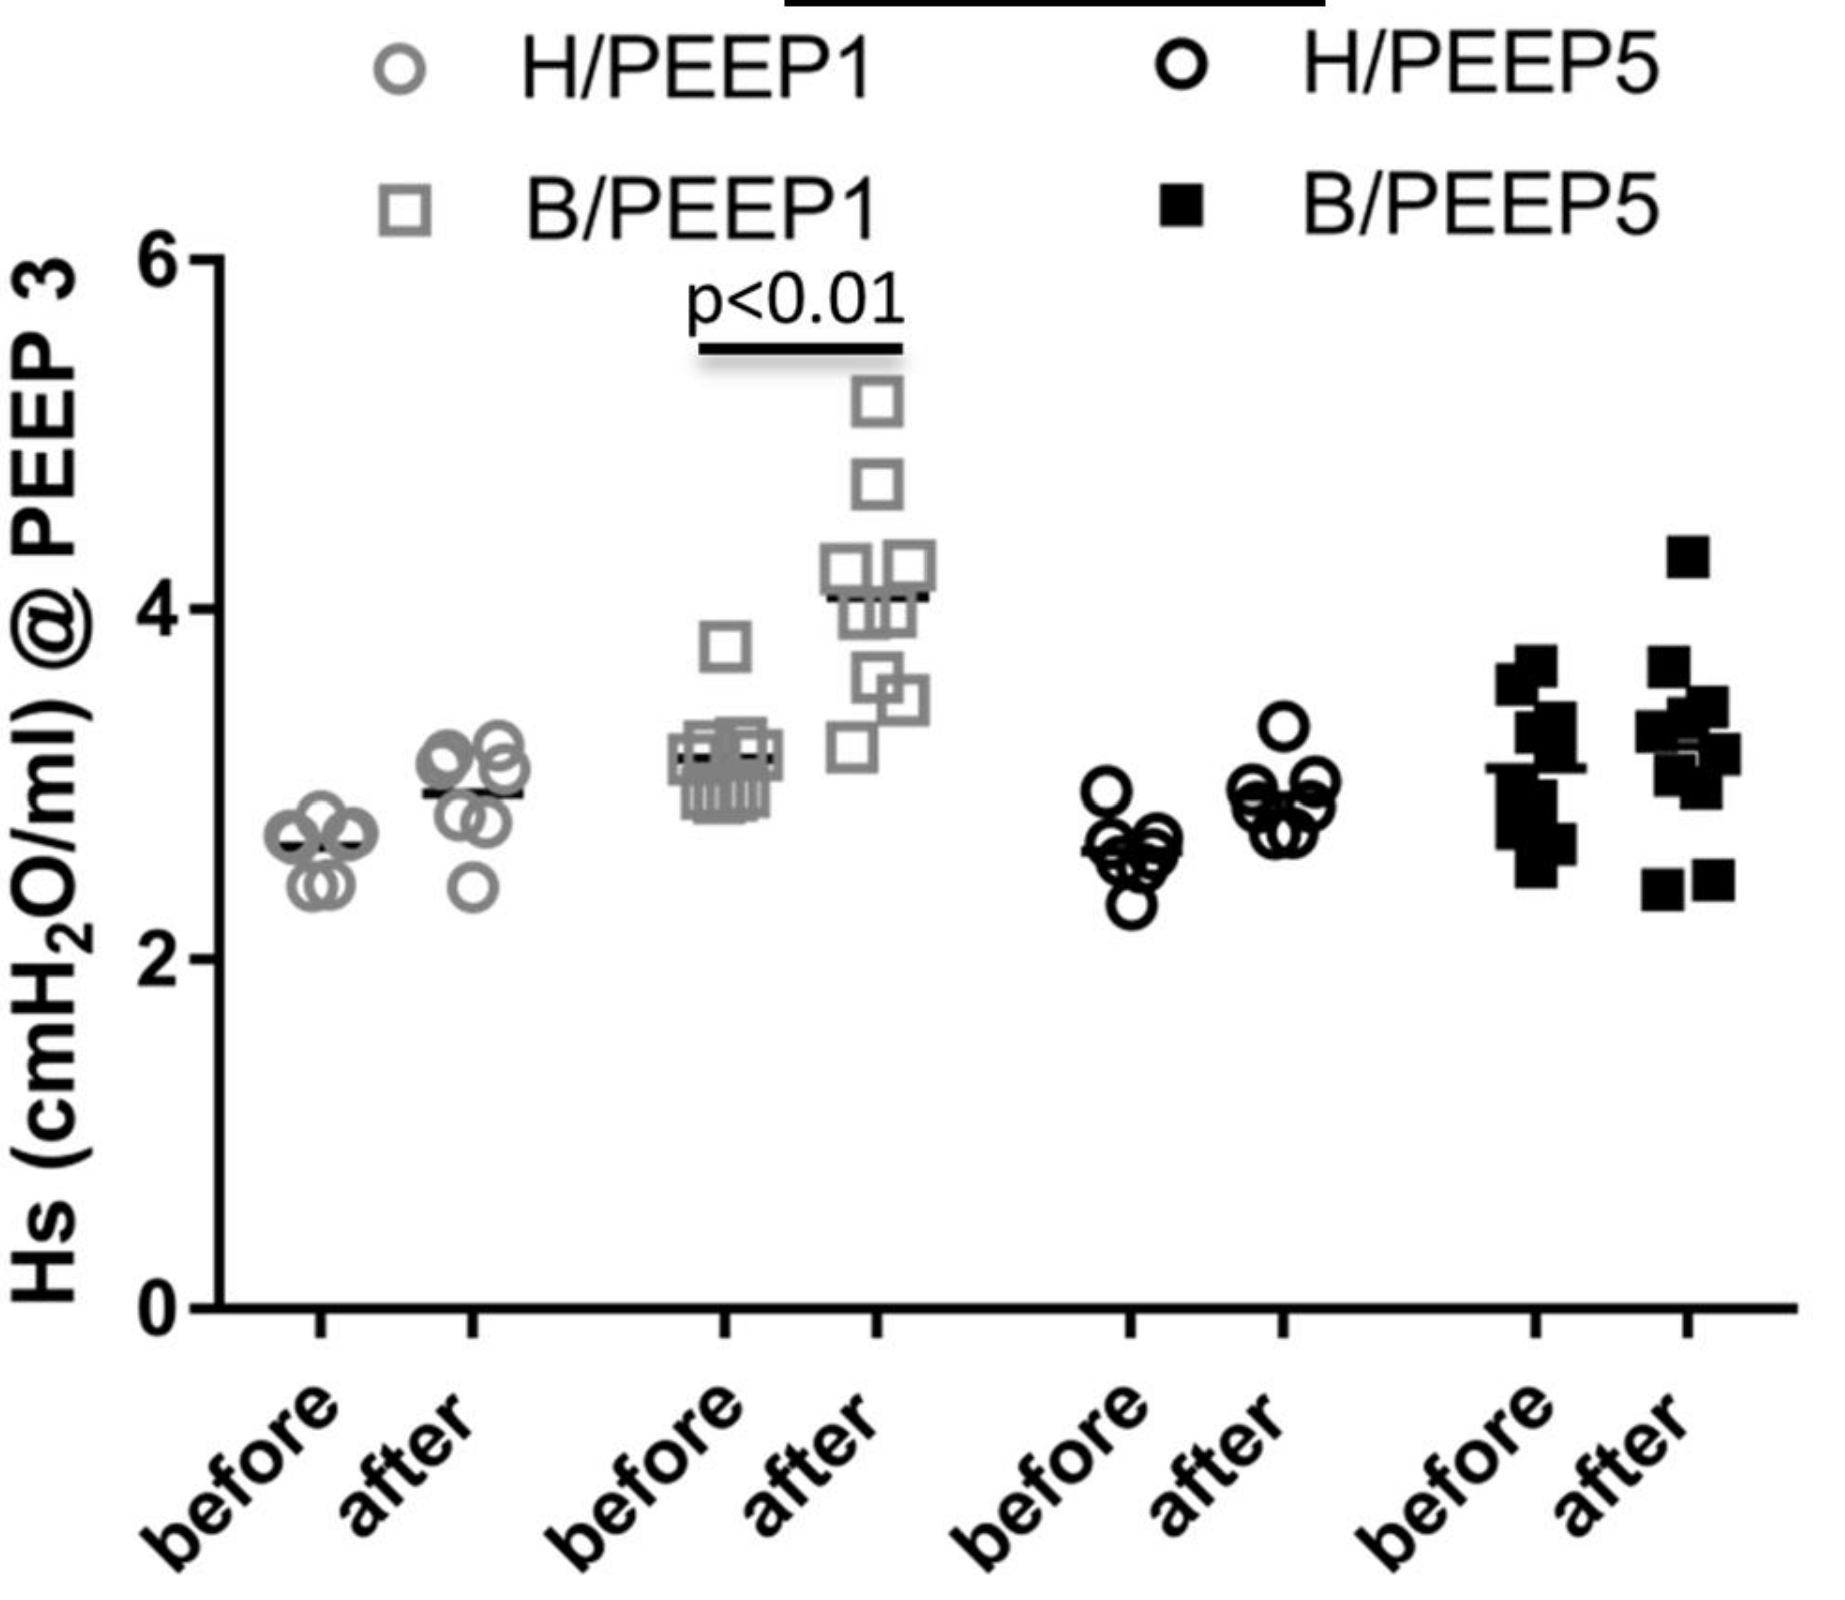 H/PEEP1
H/PEEP5
B/PEEP1
B/PEEP5
Hs (cmH₂O/ml) @ PEEP 3
6
4
2
0
p<0.01
before
after
before
after
before
after
before
after